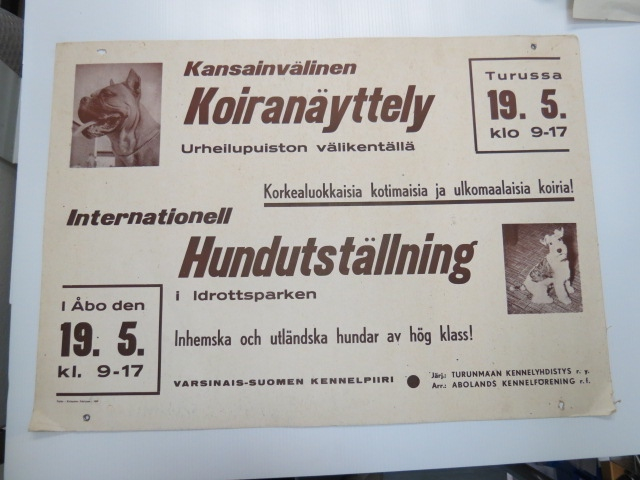 Kansainvälinen
Koiranäyttely
Urheilupuiston välikentällä
Turussa
19. 5.
klo 9-17
Korkealuokkaisia kotimaisia ja ulkomaalaisia koiria!
Internationell
Hundutställning
i Idrottsparken
I Åbo den
19. 5.
kl. 9-17
Inhemska och utländska hundar av hög klass!
VARSINAIS-SUOMEN KENNELPIIRI
Järj.: TURUNMAAN KENNELYHDISTYS r. y.
Arr.: ÅBOLANDS KENNELFÖRENING r. f.